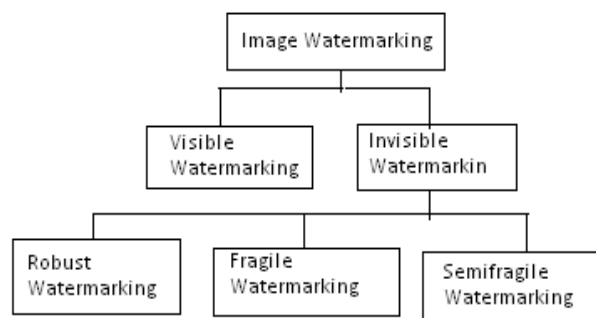 Image Watermarking
Visible
Watermarking
Invisible
Watermarkin
Robust
Watermarking
Fragile
Watermarking
Semifragile
Watermarking